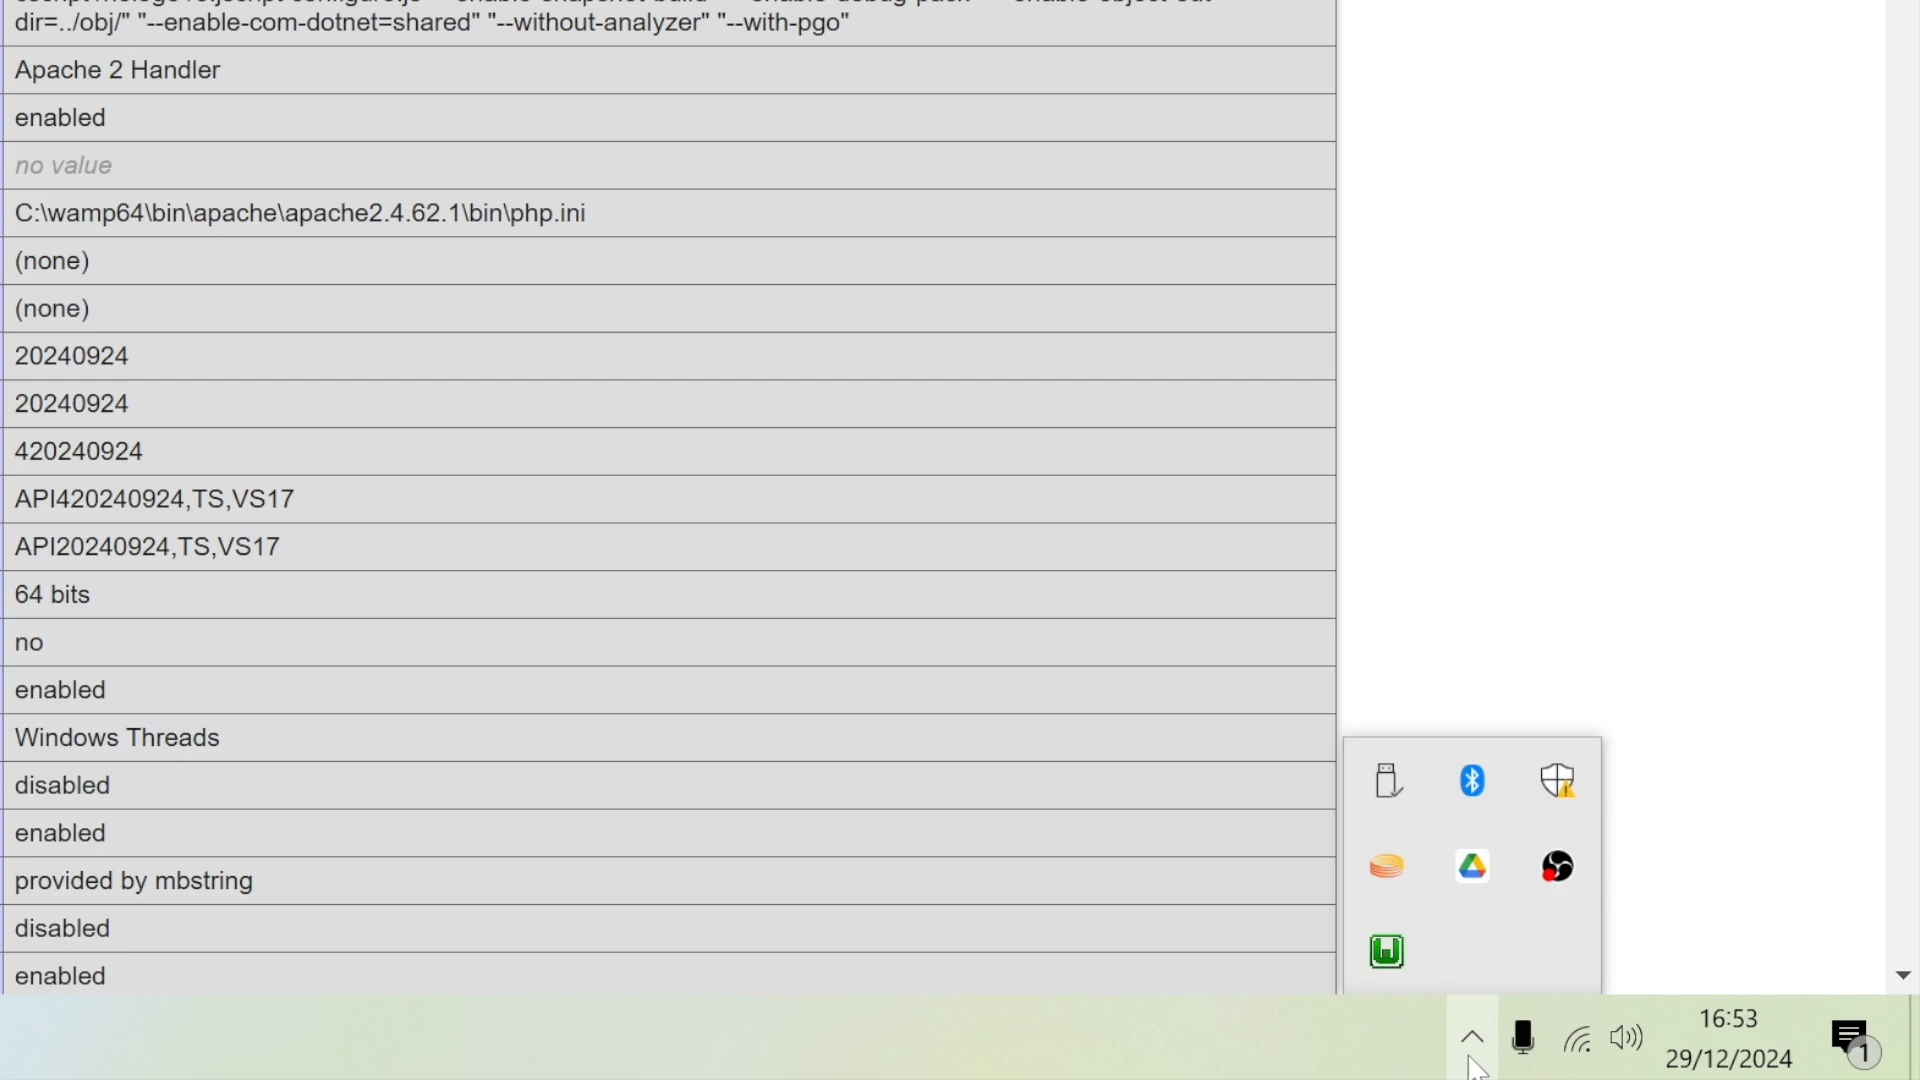 dir=../obj/" "--enable-com-dotnet=shared" "--without-analyzer" "--with-pgo"
Apache 2 Handler
enabled
no value
C:\wamp64\bin\apache\apache2.4.62.1\bin\php.ini
(none)
(none)
20240924
20240924
420240924
API420240924,TS,VS17
API20240924,TS,VS17
64 bits
no
enabled
Windows Threads
disabled
enabled
provided by mbstring
disabled
enabled
16:53
29/12/2024
1